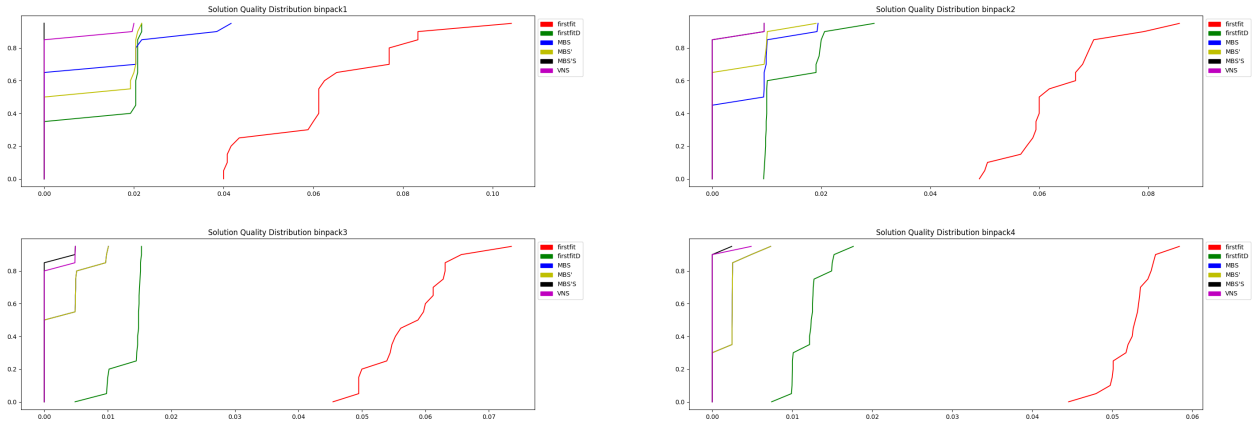 Solution Quality Distribution binpack1
0.8
0.6
0.4
0.2
0.0
0.00 0.02 0.04 0.06 0.08 0.10
firstfit
firstfitD
MBS
MBS'
MBS'S
VNS
Solution Quality Distribution binpack2
0.8
0.6
0.4
0.2
0.0
0.00 0.02 0.04 0.06 0.08
firstfit
firstfitD
MBS
MBS'
MBS'S
VNS
Solution Quality Distribution binpack3
0.8
0.6
0.4
0.2
0.0
0.00 0.01 0.02 0.03 0.04 0.05 0.06 0.07
firstfit
firstfitD
MBS
MBS'
MBS'S
VNS
Solution Quality Distribution binpack4
0.8
0.6
0.4
0.2
0.0
0.00 0.01 0.02 0.03 0.04 0.05 0.06
firstfit
firstfitD
MBS
MBS'
MBS'S
VNS